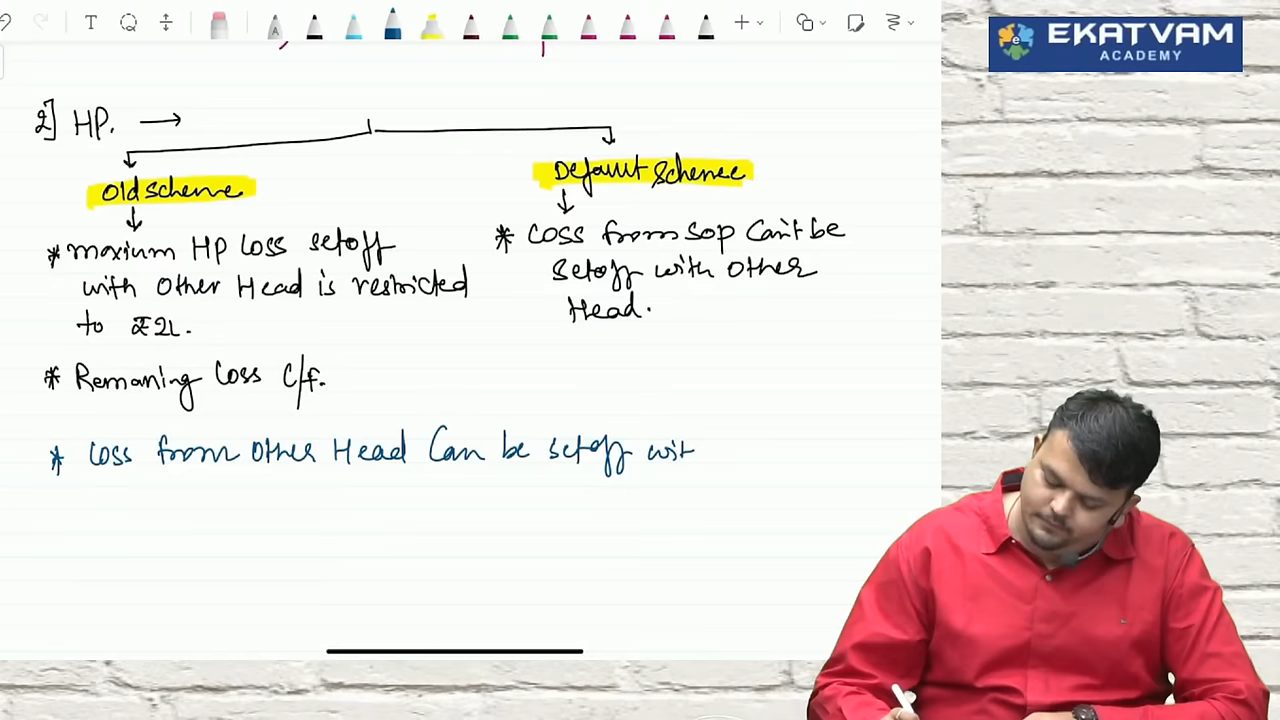 EKATVAM
ACADEMY
2] HP. →
Old scheme
* maxium HP loss setoff
with Other Head is restricted
to ₹2L.
* Remaning loss c/f.
Default Scheme
* loss from SOP Can't be
Setoff with Other
Head.
* loss from Other Head Can be setoff wit